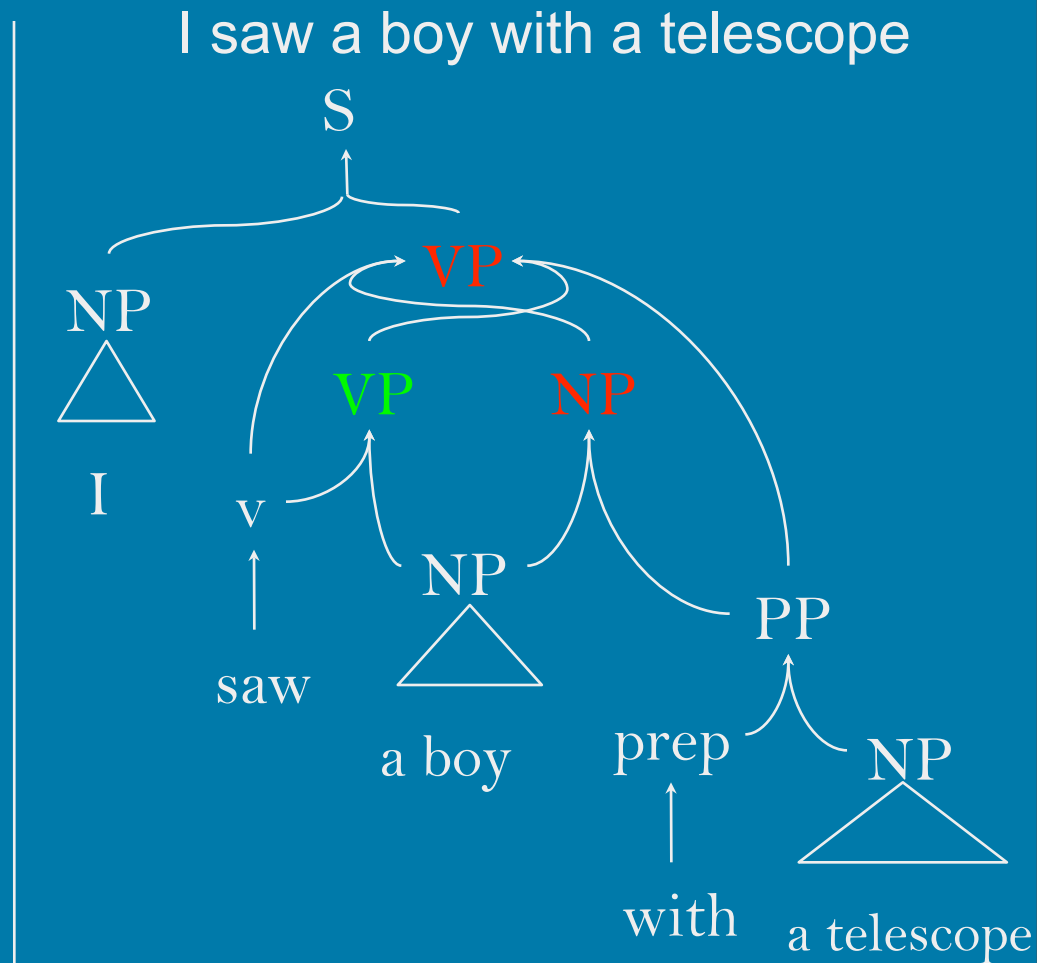 I saw a boy with a telescope
S
VP
NP
VP NP
I
v
NP
PP
saw
prep
a boy
NP
with
a telescope